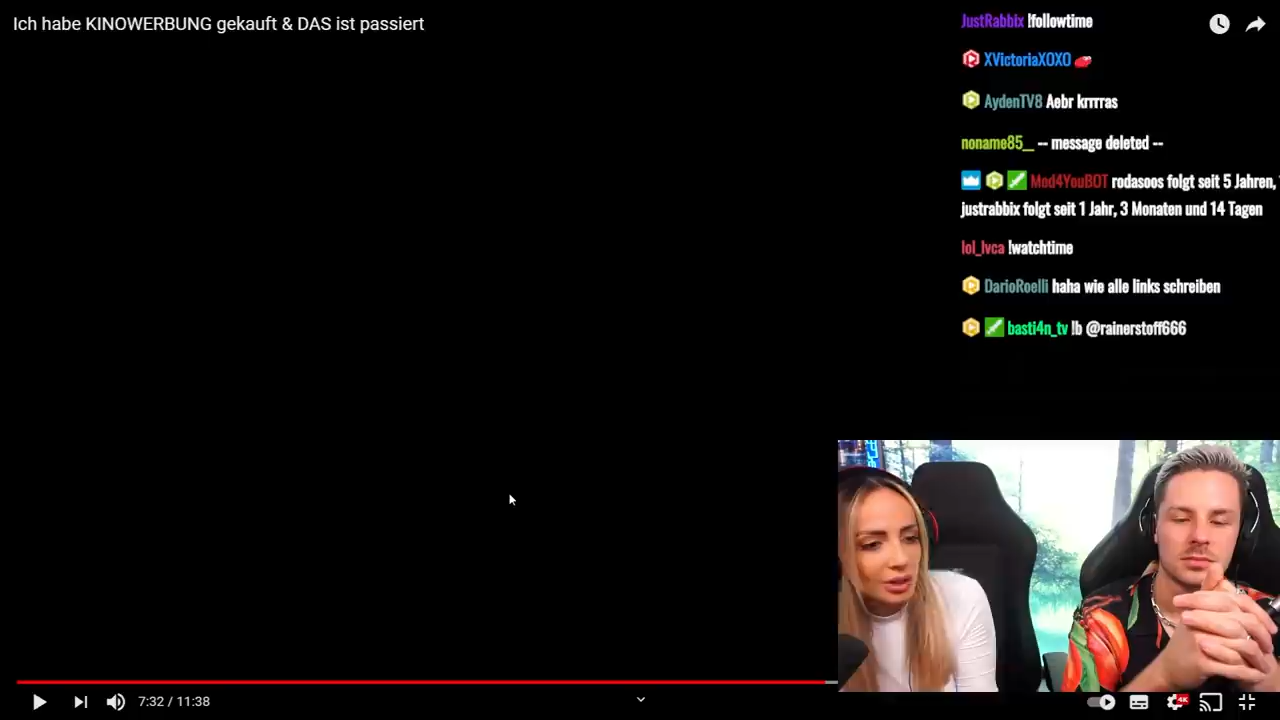 Ich habe KINOWERBUNG gekauft & DAS ist passiert
JustRabbix !followtime
XVictoriaXOXO
AydenTV8 Aebr krrrras
noname85__ -- message deleted --
Mod4YouBOT rodasoos folgt seit 5 Jahren,
justrabbix folgt seit 1 Jahr, 3 Monaten und 14 Tagen
lol_lvca !watchtime
DarioRoelli haha wie alle links schreiben
basti4n_tv !b @rainerstoff666
7:32 / 11:38
4K